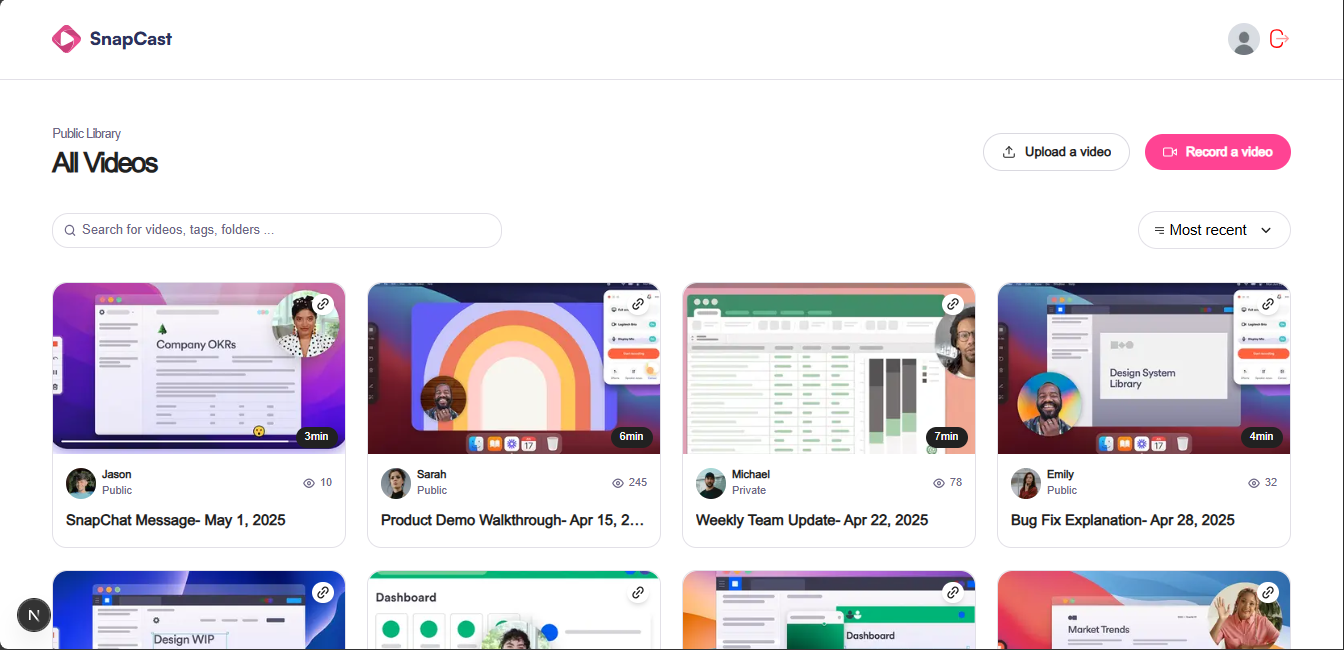 SnapCast
Public Library
All Videos
Upload a video
Record a video
Search for videos, tags, folders ...
Most recent
Company OKRs
3min
Jason
Public
10
SnapChat Message- May 1, 2025
17
6min
Sarah
Public
245
Product Demo Walkthrough- Apr 15, 2…
7min
Michael
Private
78
Weekly Team Update- Apr 22, 2025
Design System
Library
17
4min
Emily
Public
32
Bug Fix Explanation- Apr 28, 2025
N
Design WIP
Dashboard
Dashboard
Market Trends